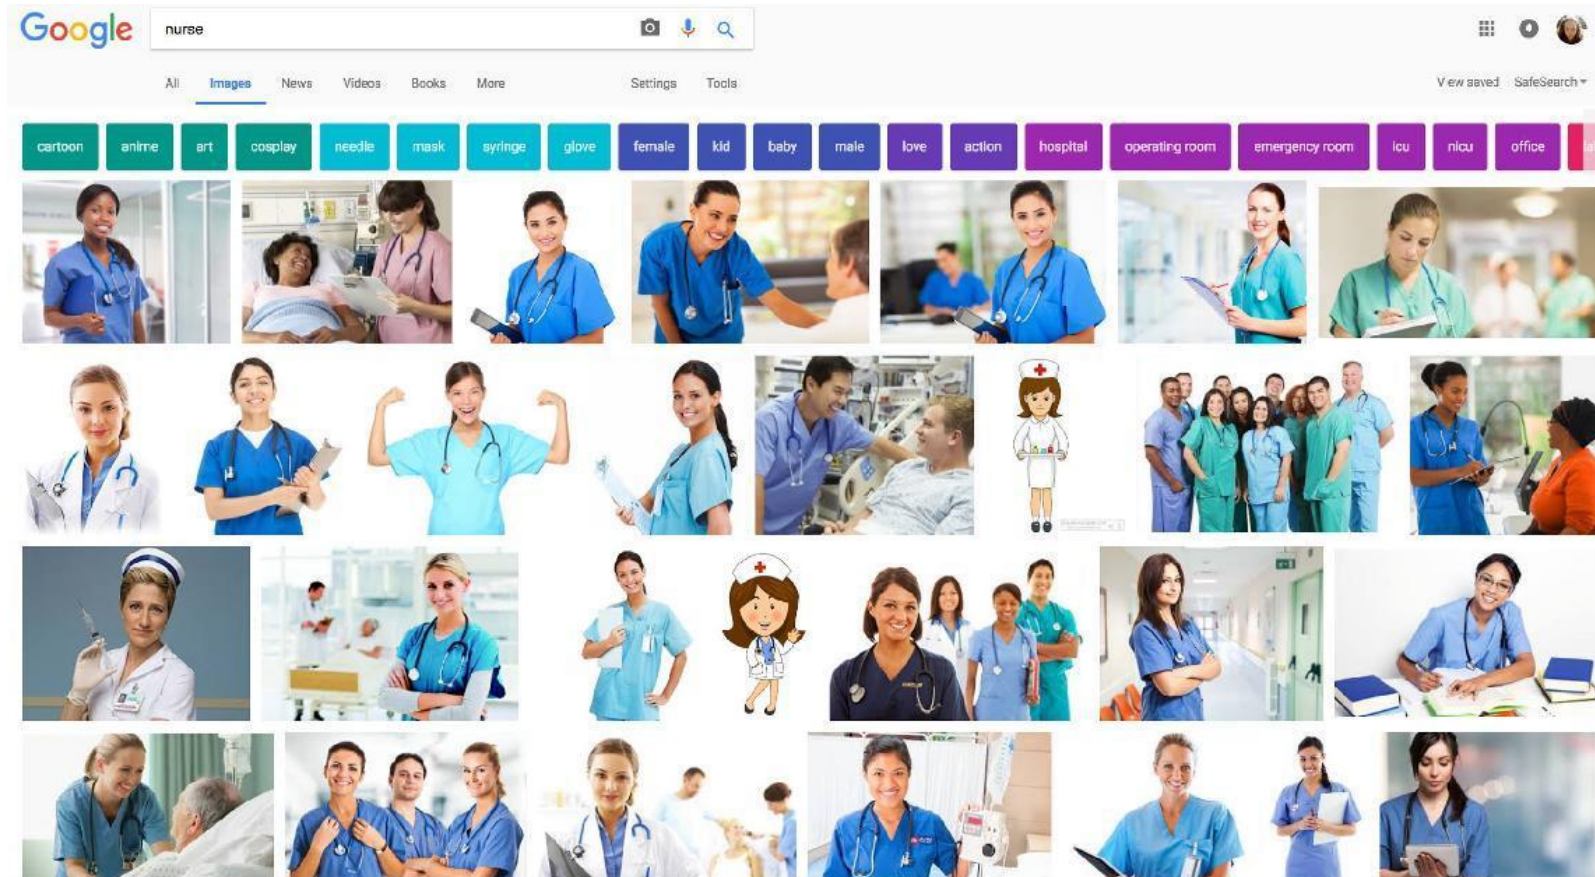 Google
nurse
All Images News Videos Books More Settings Tools
View saved SafeSearch
cartoon anime art cosplay needle mask syringe glove female kid baby male love action hospital operating room emergency room icu nicu office